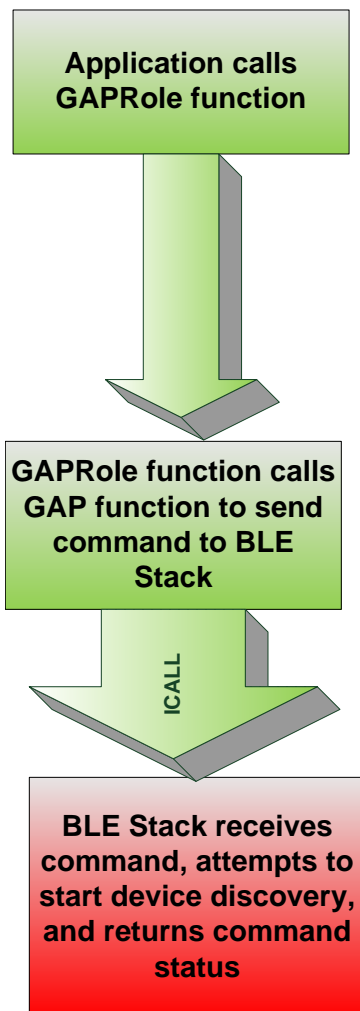 Application calls
GAPRole function
GAPRole function calls
GAP function to send
command to BLE
Stack
ICALL
BLE Stack receives
command, attempts to
start device discovery,
and returns command
status